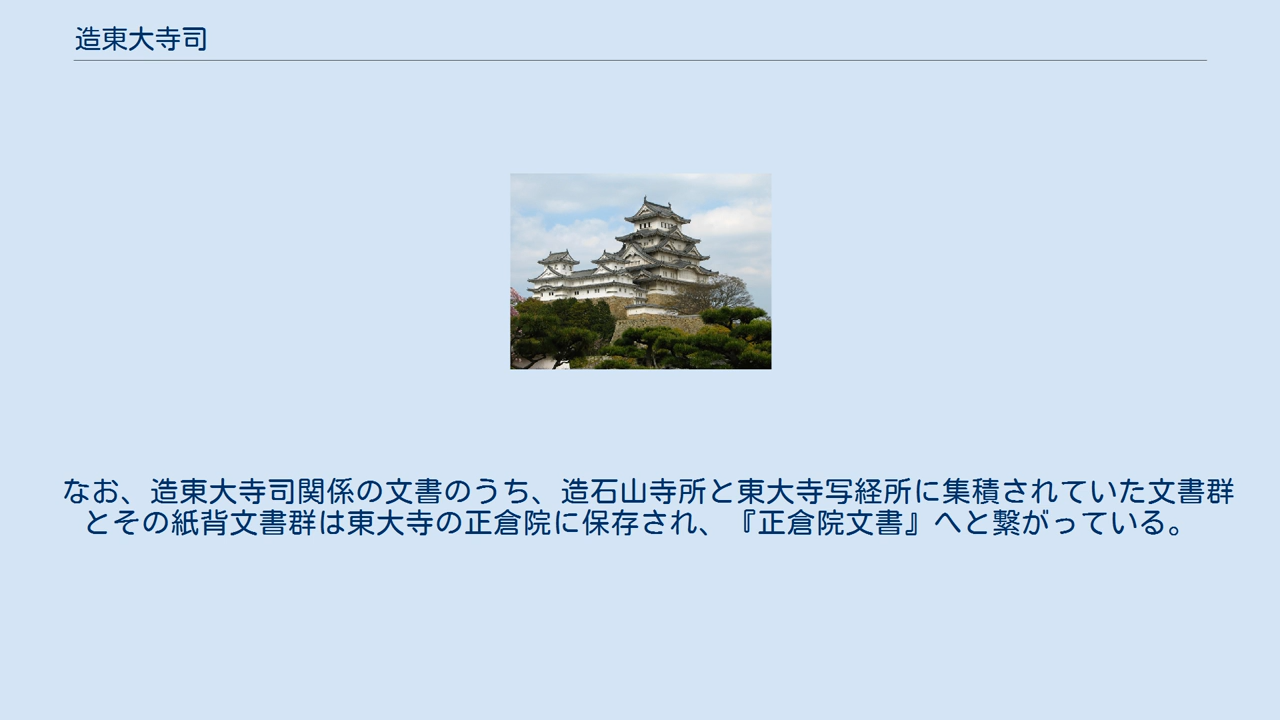 造東大寺司
なお、造東大寺司関係の文書のうち、造石山寺所と東大寺写経所に集積されていた文書群
とその紙背文書群は東大寺の正倉院に保存され、『正倉院文書』へと繋がっている。